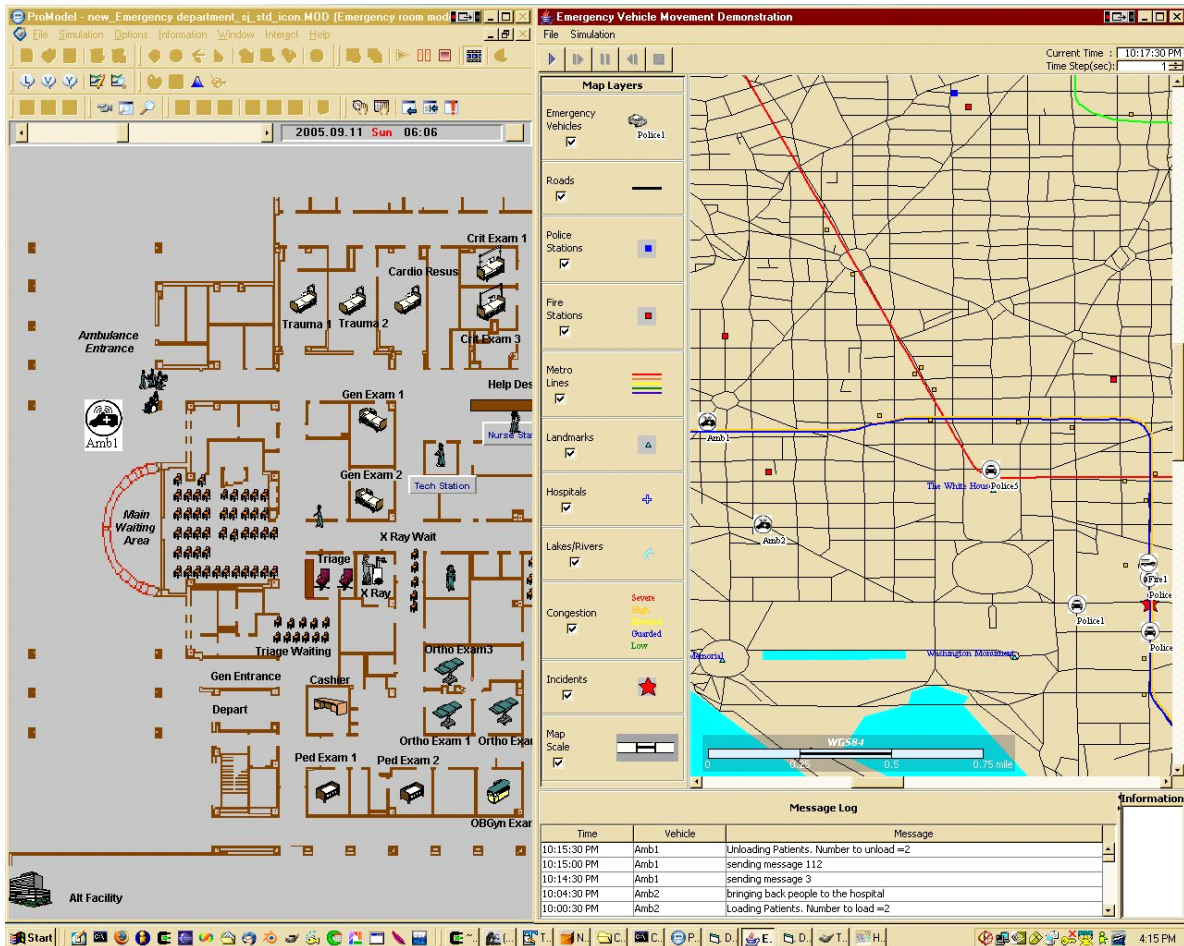 ProModel - new_Emergency department_sj_std_icon.MOD (Emergency room mod
File Simulation Options Information Window Interact Help
2005.09.11 Sun 06:06
Crit Exam 1
Cardio Resus
Trauma 1
Trauma 2
Crit Exam 3
Ambulance
Entrance
Help Des
Gen Exam 1
Amb1
Nurse Sta
Gen Exam 2
Tech Station
Main
Waiting
Area
X Ray Wait
Triage
X Ray
Triage Waiting
Ortho Exam3
Gen Entrance
Cashier
Depart
Ortho Exam 1
Ortho Exam
Ped Exam 1
Ped Exam 2
OBGyn Exar
Alt Facility
Emergency Vehicle Movement Demonstration
File Simulation
Current Time : 10:17:30 PM
Time Step(sec): 1
Map Layers
Emergency
Vehicles
Police1
Roads
Police
Stations
Fire
Stations
Metro
Lines
Landmarks
Hospitals
Lakes/Rivers
Congestion
Severe
High
Elevated
Guarded
Low
Incidents
Map
Scale
Amb1
The White Hous
Police5
Amb2
Fire1
Police
Police1
Police
Memorial
Washington Monument
WGS84
0 0.25 0.5 0.75 mile
Message Log
Information
Time Vehicle Message
10:15:30 PM Amb1 Unloading Patients. Number to unload =2
10:15:00 PM Amb1 sending message 112
10:14:30 PM Amb1 sending message 3
10:04:30 PM Amb2 bringing back people to the hospital
10:00:30 PM Amb2 Loading Patients. Number to load =2
Start
E ~.
(...
T...
N..
C..
C..
P..
D..
E.
D..
T...
H..
4:15 PM